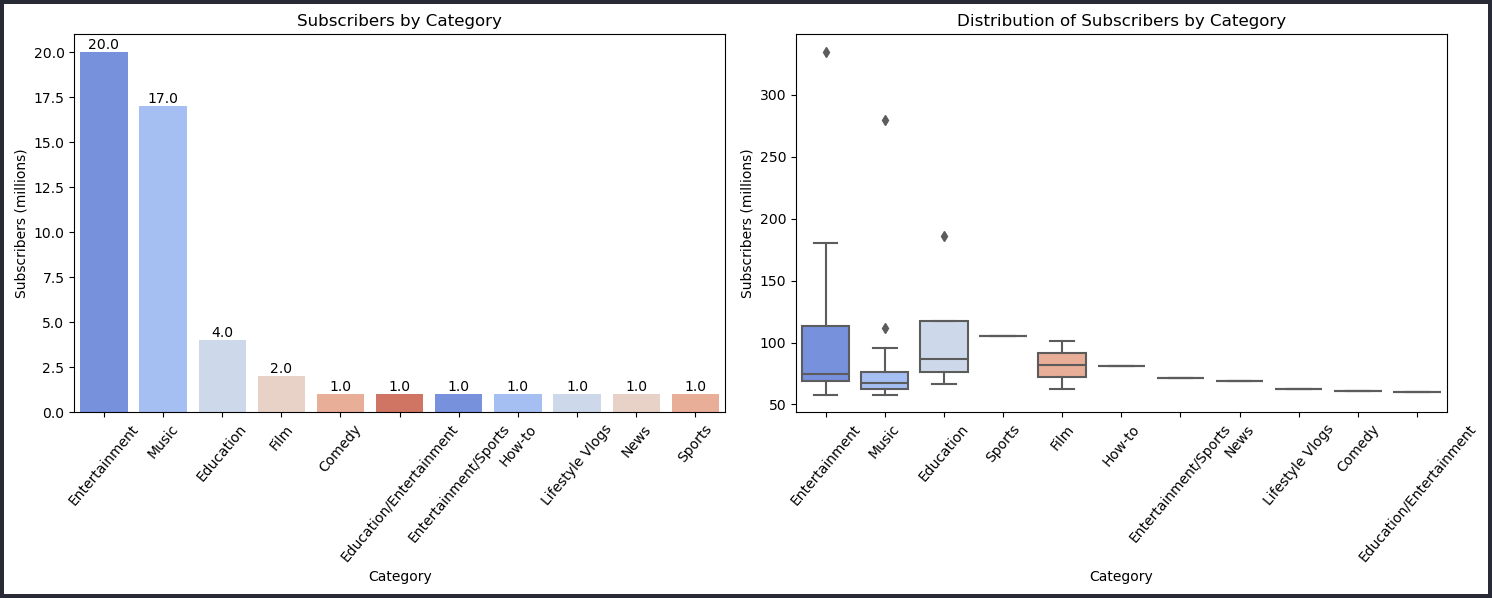 Subscribers by Category
Subscribers (millions)
20.0
17.5
15.0
12.5
10.0
7.5
5.0
2.5
0.0
20.0
17.0
4.0
2.0
1.0
1.0
1.0
1.0
1.0
1.0
1.0
Entertainment
Music
Education
Film
Comedy
Education/Entertainment
Entertainment/Sports
How-to
Lifestyle Vlogs
News
Sports
Category
Distribution of Subscribers by Category
Subscribers (millions)
300
250
200
150
100
50
Entertainment
Music
Education
Sports
Film
How-to
Entertainment/Sports
News
Lifestyle Vlogs
Comedy
Education/Entertainment
Category